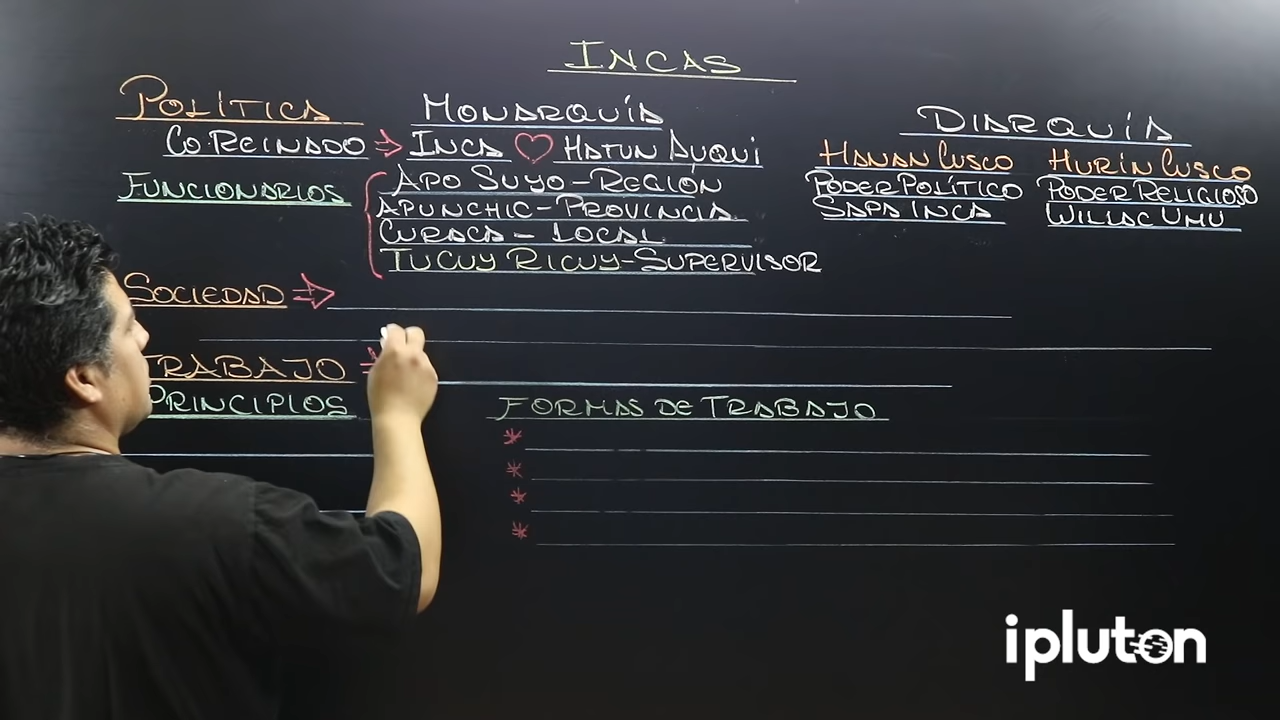 INCAS
POLÍTICA
MONARQUÍA
DIARQUÍA
CO.REINADO → INCA ♡ HATUN AUQUI
HANAN CUSCO HURÍN CUSCO
FUNCIONARIOS
APO SUYO-REGIÓN
PODER POLÍTICO PODER RELIGIOSO
APUNCHIC-PROVINCIA
SAPA INCA WILLAC UMU
CURACA-LOCAL
TUCUY RICUY-SUPERVISOR
SOCIEDAD →
TRABAJO
PRINCIPIOS
FORMAS DE TRABAJO
*
*
*
*
ipluton